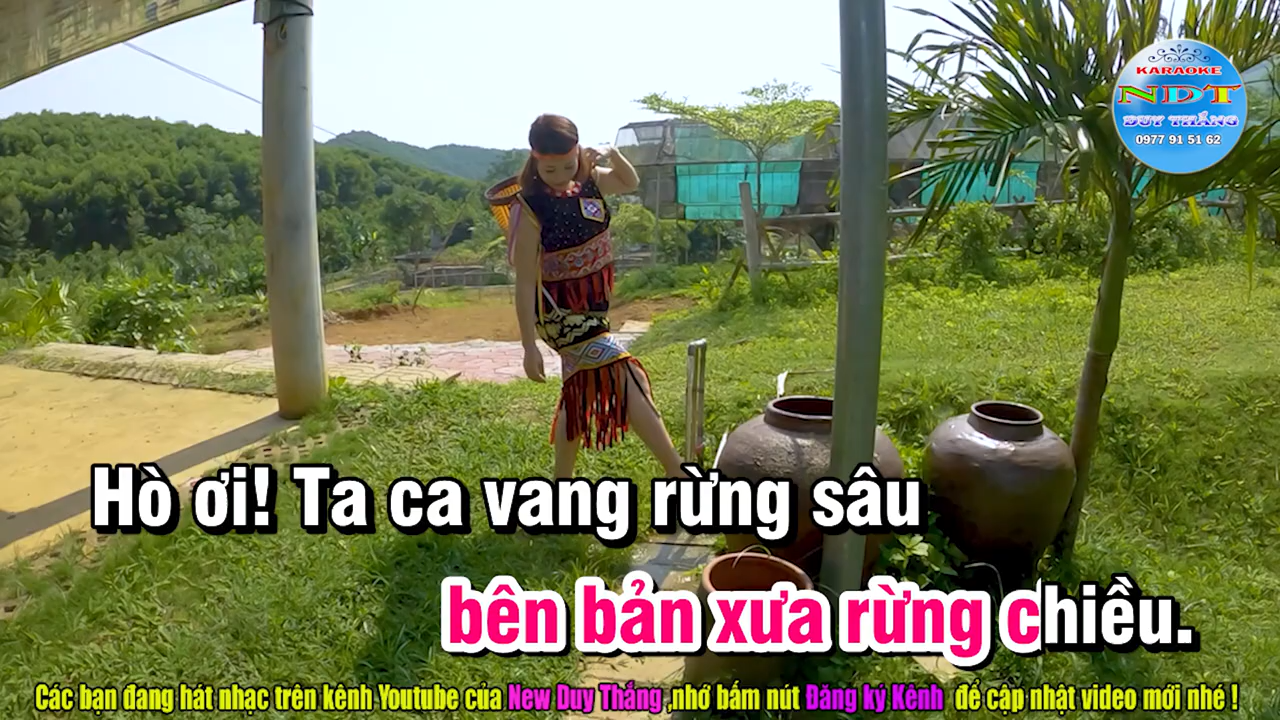 KARAOKE
NDT
DUY THẮNG
0977 91 51 62
Hò ơi! Ta ca vang rừng sâu
bên bản xưa rừng chiều.
Các bạn đang hát nhạc trên kênh Youtube của New Duy Thắng ,nhớ bấm nút Đăng ký Kênh để cập nhật video mới nhé !